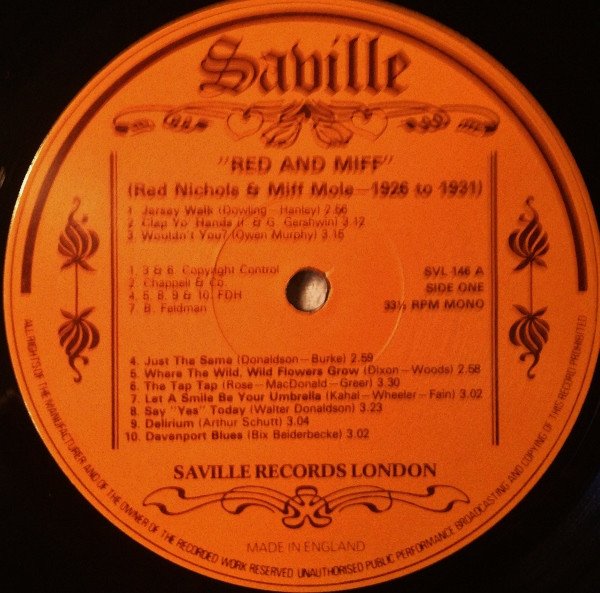 Saville
"RED AND MIFF"
(Red Nichols & Miff Mole—1926 to 1931)
1. Jersey Walk (Dowling—Hanley) 2.56
2. Clap Yo' Hands (I. & G. Gershwin) 3.12
3. Wouldn't You? (Owen Murphy) 3.16
1, 3 & 6. Copyright Control
2. Chappell & Co.
4, 5, 8, 9 & 10. FDH
7. B. Feldman
SVL 146 A
SIDE ONE
33⅓ RPM MONO
4. Just The Same (Donaldson—Burke) 2.59
5. Where The Wild, Wild Flowers Grow (Dixon—Woods) 2.58
6. The Tap Tap (Rose—MacDonald—Greer) 3.30
7. Let A Smile Be Your Umbrella (Kahal—Wheeler—Fain) 3.02
8. Say "Yes" Today (Walter Donaldson) 3.23
9. Delirium (Arthur Schutt) 3.04
10. Davenport Blues (Bix Beiderbecke) 3.02
SAVILLE RECORDS LONDON
MADE IN ENGLAND
ALL RIGHTS OF THE MANUFACTURER AND OF THE OWNER OF THE RECORDED WORK RESERVED UNAUTHORISED PUBLIC PERFORMANCE BROADCASTING AND COPYING OF THIS RECORD PROHIBITED